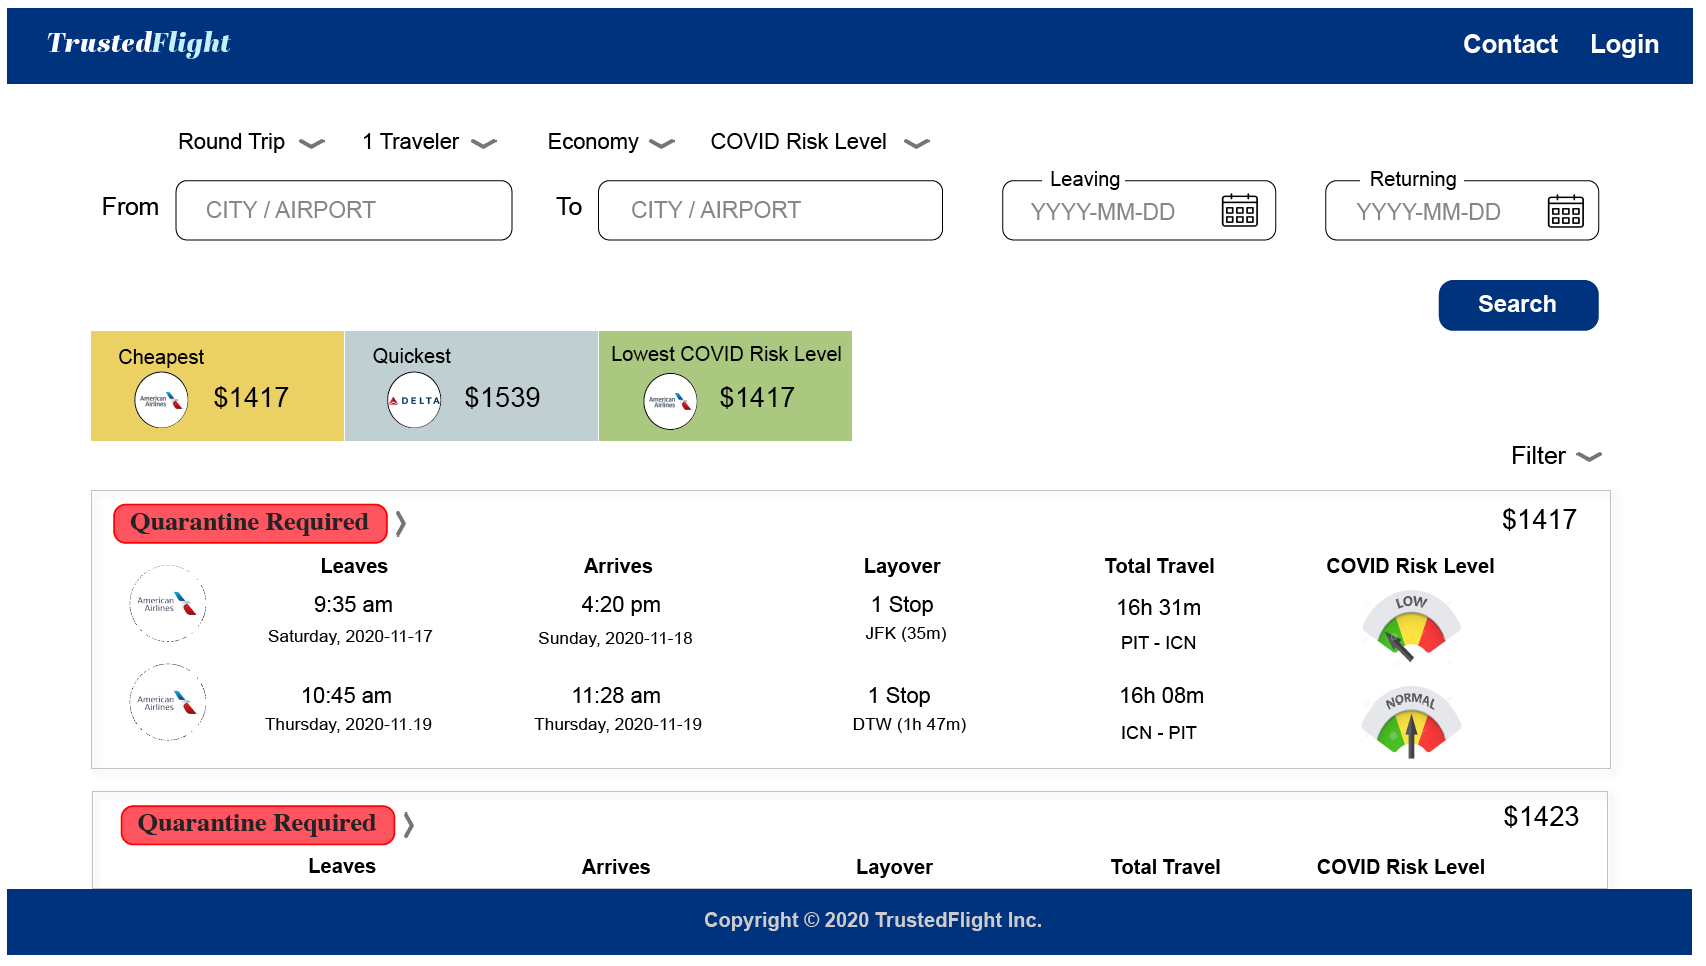 TrustedFlight
Contact Login
Round Trip 1 Traveler Economy COVID Risk Level
From CITY / AIRPORT To CITY / AIRPORT Leaving YYYY-MM-DD Returning YYYY-MM-DD
Search
Cheapest
American Airlines $1417
Quickest
DELTA $1539
Lowest COVID Risk Level
American Airlines $1417
Filter
Quarantine Required $1417
Leaves Arrives Layover Total Travel COVID Risk Level
American Airlines 9:35 am 4:20 pm 1 Stop 16h 31m LOW
Saturday, 2020-11-17 Sunday, 2020-11-18 JFK (35m) PIT - ICN
American Airlines 10:45 am 11:28 am 1 Stop 16h 08m NORMAL
Thursday, 2020-11.19 Thursday, 2020-11-19 DTW (1h 47m) ICN - PIT
Quarantine Required $1423
Leaves Arrives Layover Total Travel COVID Risk Level
Copyright © 2020 TrustedFlight Inc.